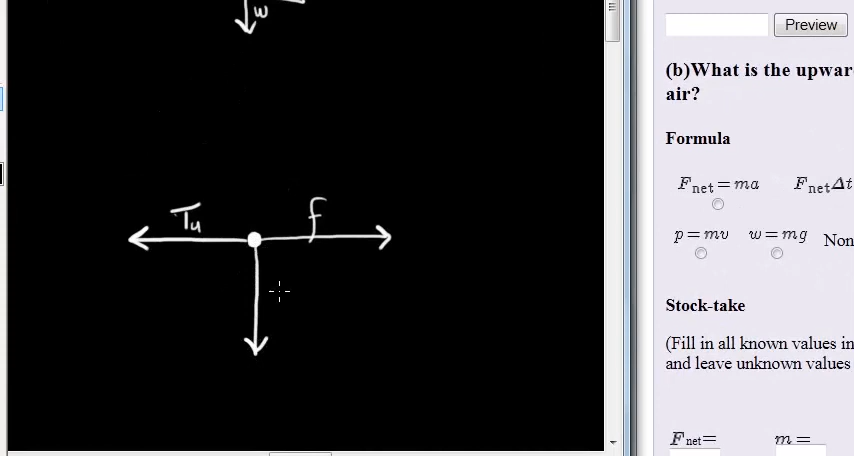 w
T₄ f
Preview
(b)What is the upwar
air?
Formula
Fnet = ma FnetΔt
p = mv w = mg Non
Stock-take
(Fill in all known values in
and leave unknown values
Fnet= m =